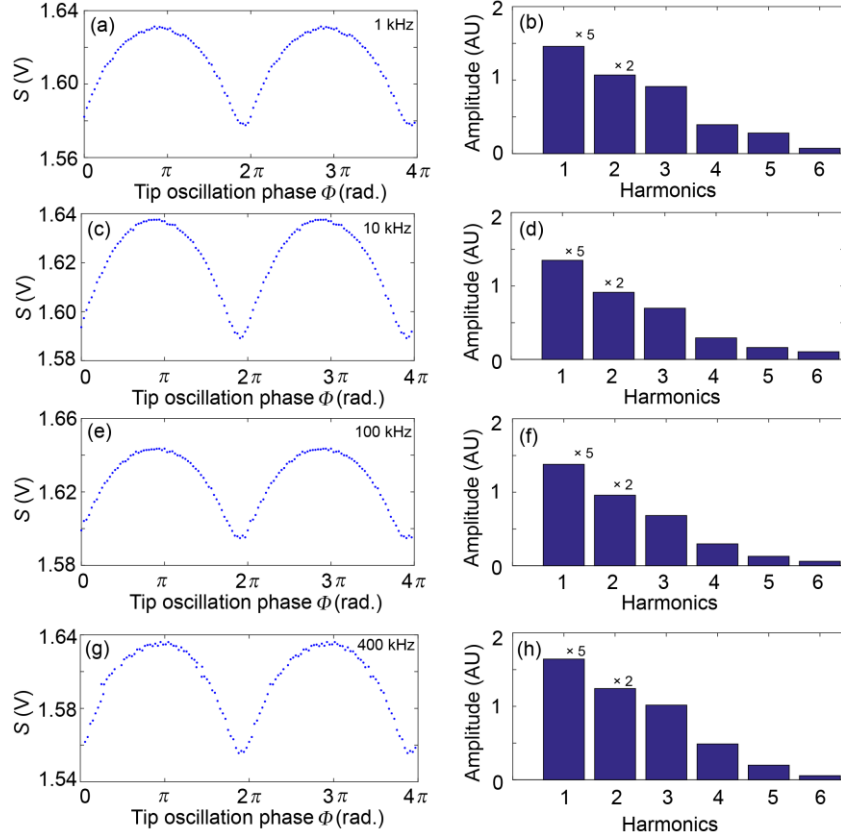 (a)
1 kHz
1.64
1.60
1.56
S (V)
0 π 2π 3π 4π
Tip oscillation phase Φ(rad.)
(b)
× 5
× 2
2
1
0
Amplitude (AU)
1 2 3 4 5 6
Harmonics
(c)
10 kHz
1.64
1.62
1.60
1.58
S (V)
0 π 2π 3π 4π
Tip oscillation phase Φ(rad.)
(d)
× 5
× 2
2
1
0
Amplitude (AU)
1 2 3 4 5 6
Harmonics
(e)
100 kHz
1.66
1.62
1.58
S (V)
0 π 2π 3π 4π
Tip oscillation phase Φ(rad.)
(f)
× 5
× 2
2
1
0
Amplitude (AU)
1 2 3 4 5 6
Harmonics
(g)
400 kHz
1.64
1.58
1.54
S (V)
0 π 2π 3π 4π
Tip oscillation phase Φ(rad.)
(h)
× 5
× 2
2
1
0
Amplitude (AU)
1 2 3 4 5 6
Harmonics